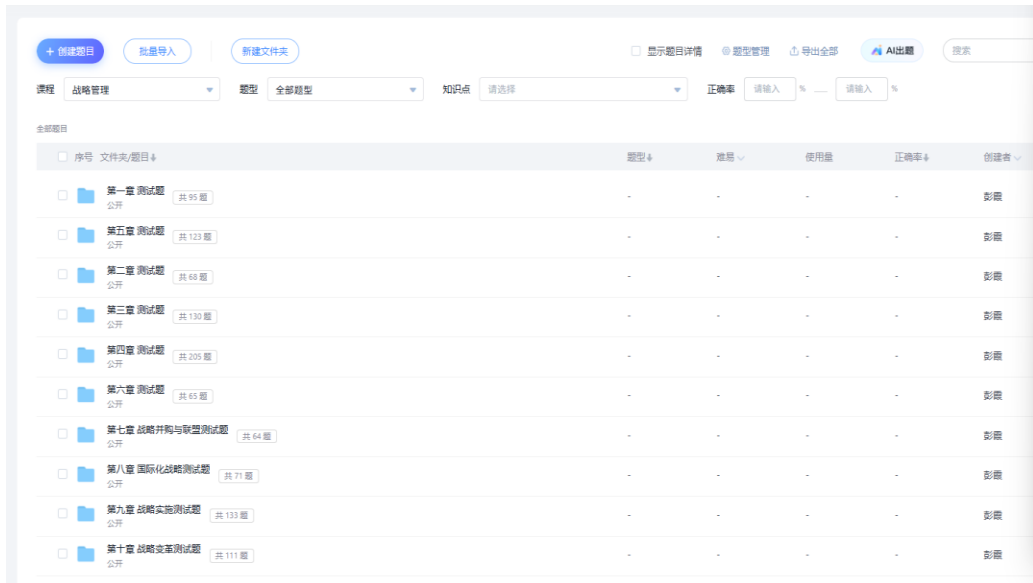 + 创建题目 批量导入 新建文件夹 显示题目详情 题型管理 导出全部 AI出题 搜索
课程 战略管理 题型 全部题型 知识点 请选择 正确率 请输入 % — 请输入 %
全部题目
序号 文件夹/题目 题型 难易 使用量 正确率 创建者
第一章 测试题 共 95 题 - - - - 彭霞
公开
第五章 测试题 共 123 题 - - - - 彭霞
公开
第二章 测试题 共 68 题 - - - - 彭霞
公开
第三章 测试题 共 130 题 - - - - 彭霞
公开
第四章 测试题 共 205 题 - - - - 彭霞
公开
第六章 测试题 共 65 题 - - - - 彭霞
公开
第七章 战略并购与联盟测试题 共 64 题 - - - - 彭霞
公开
第八章 国际化战略测试题 共 71 题 - - - - 彭霞
公开
第九章 战略实施测试题 共 133 题 - - - - 彭霞
公开
第十章 战略变革测试题 共 111 题 - - - - 彭霞
公开